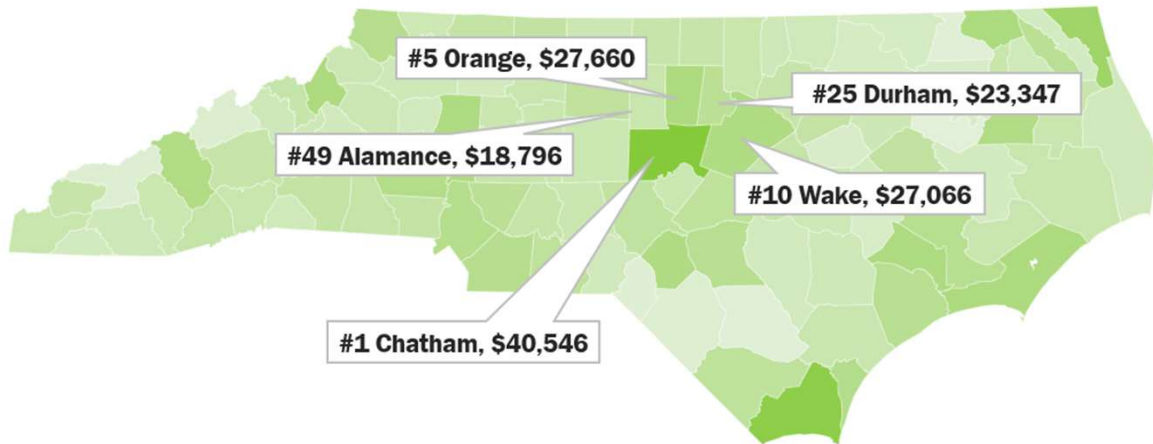 #5 Orange, $27,660
#25 Durham, $23,347
#49 Alamance, $18,796
#10 Wake, $27,066
#1 Chatham, $40,546